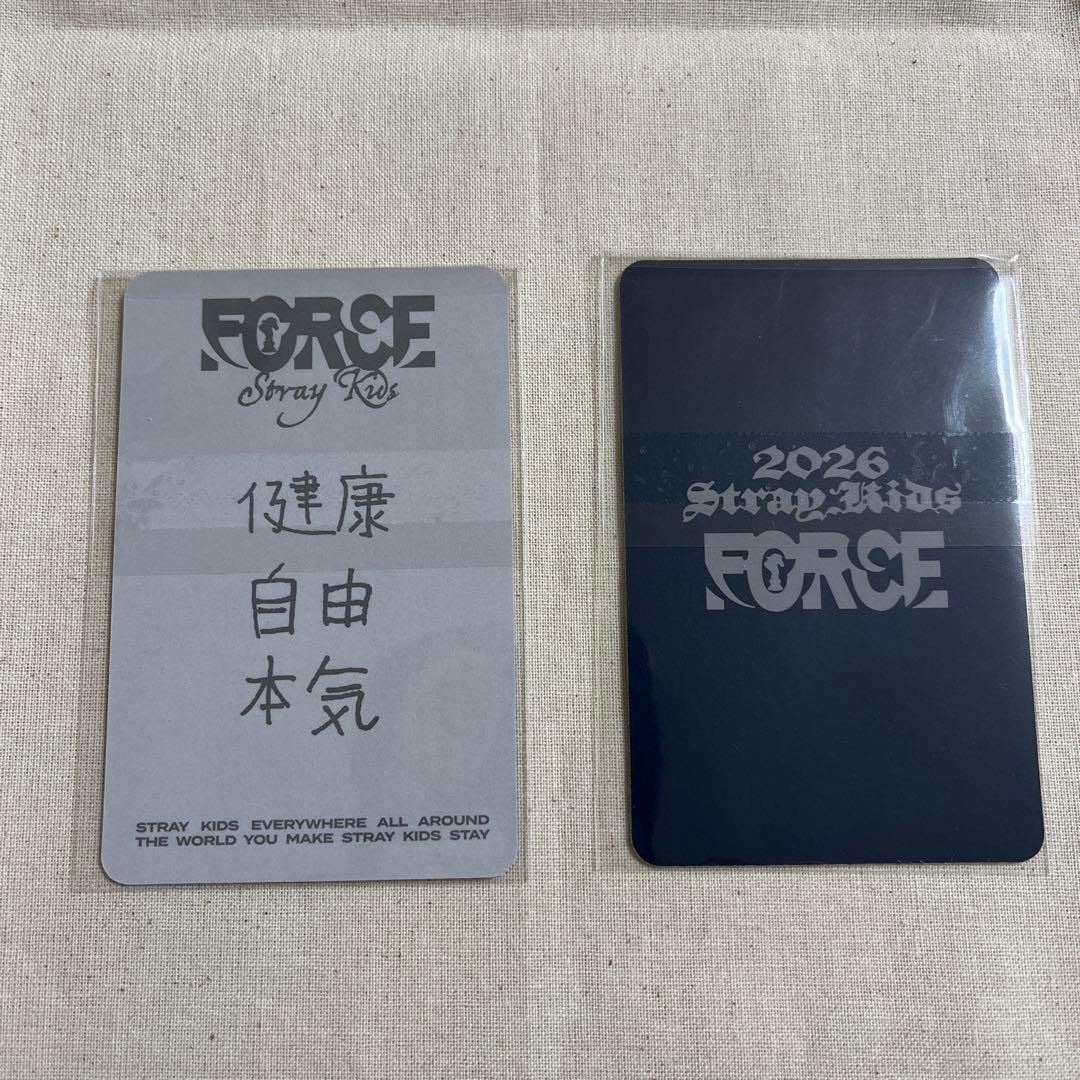 FORCE
Stray Kids
健康
自由
本気
STRAY KIDS EVERYWHERE ALL AROUND
THE WORLD YOU MAKE STRAY KIDS STAY
2026
Stray Kids
FORCE